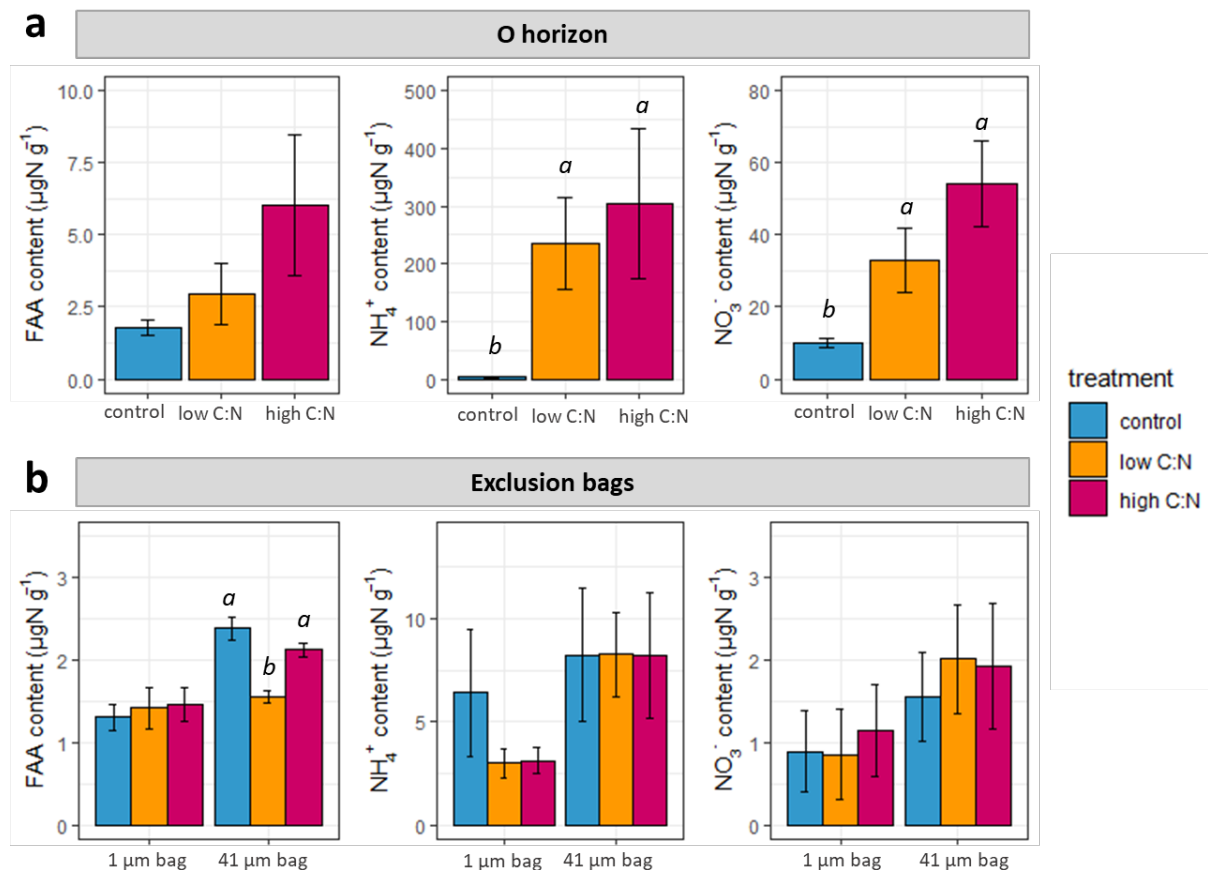 a
O horizon
FAA content (µgN g⁻¹)
10.0
7.5
5.0
2.5
0.0
control low C:N high C:N
NH₄⁺ content (µgN g⁻¹)
500
400
300
200
100
0
b
a
a
control low C:N high C:N
NO₃⁻ content (µgN g⁻¹)
80
60
40
20
0
b
a
a
control low C:N high C:N
treatment
control
low C:N
high C:N
b
Exclusion bags
FAA content (µgN g⁻¹)
3
2
1
0
a
b
a
1 µm bag 41 µm bag
NH₄⁺ content (µgN g⁻¹)
10
5
0
1 µm bag 41 µm bag
NO₃⁻ content (µgN g⁻¹)
3
2
1
0
1 µm bag 41 µm bag